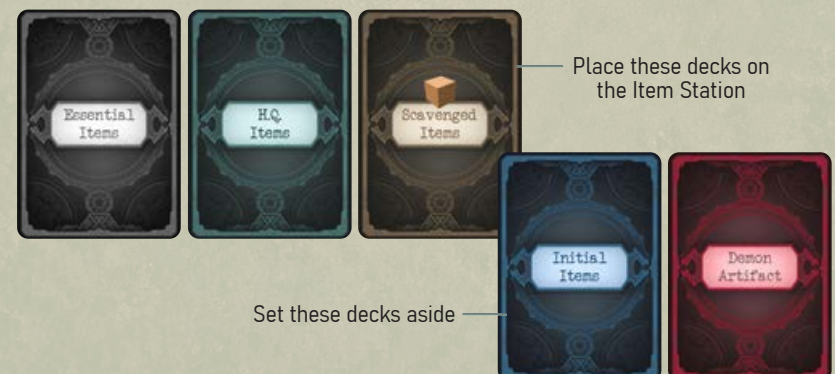 Essential
Items
H.Q.
Items
Scavenged
Items
Place these decks on
the Item Station
Initial
Items
Demon
Artifact
Set these decks aside